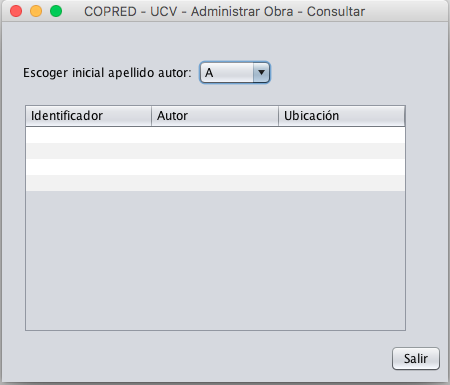 COPRED - UCV - Administrar Obra - Consultar
Escoger inicial apellido autor: A
Identificador Autor Ubicación
Salir